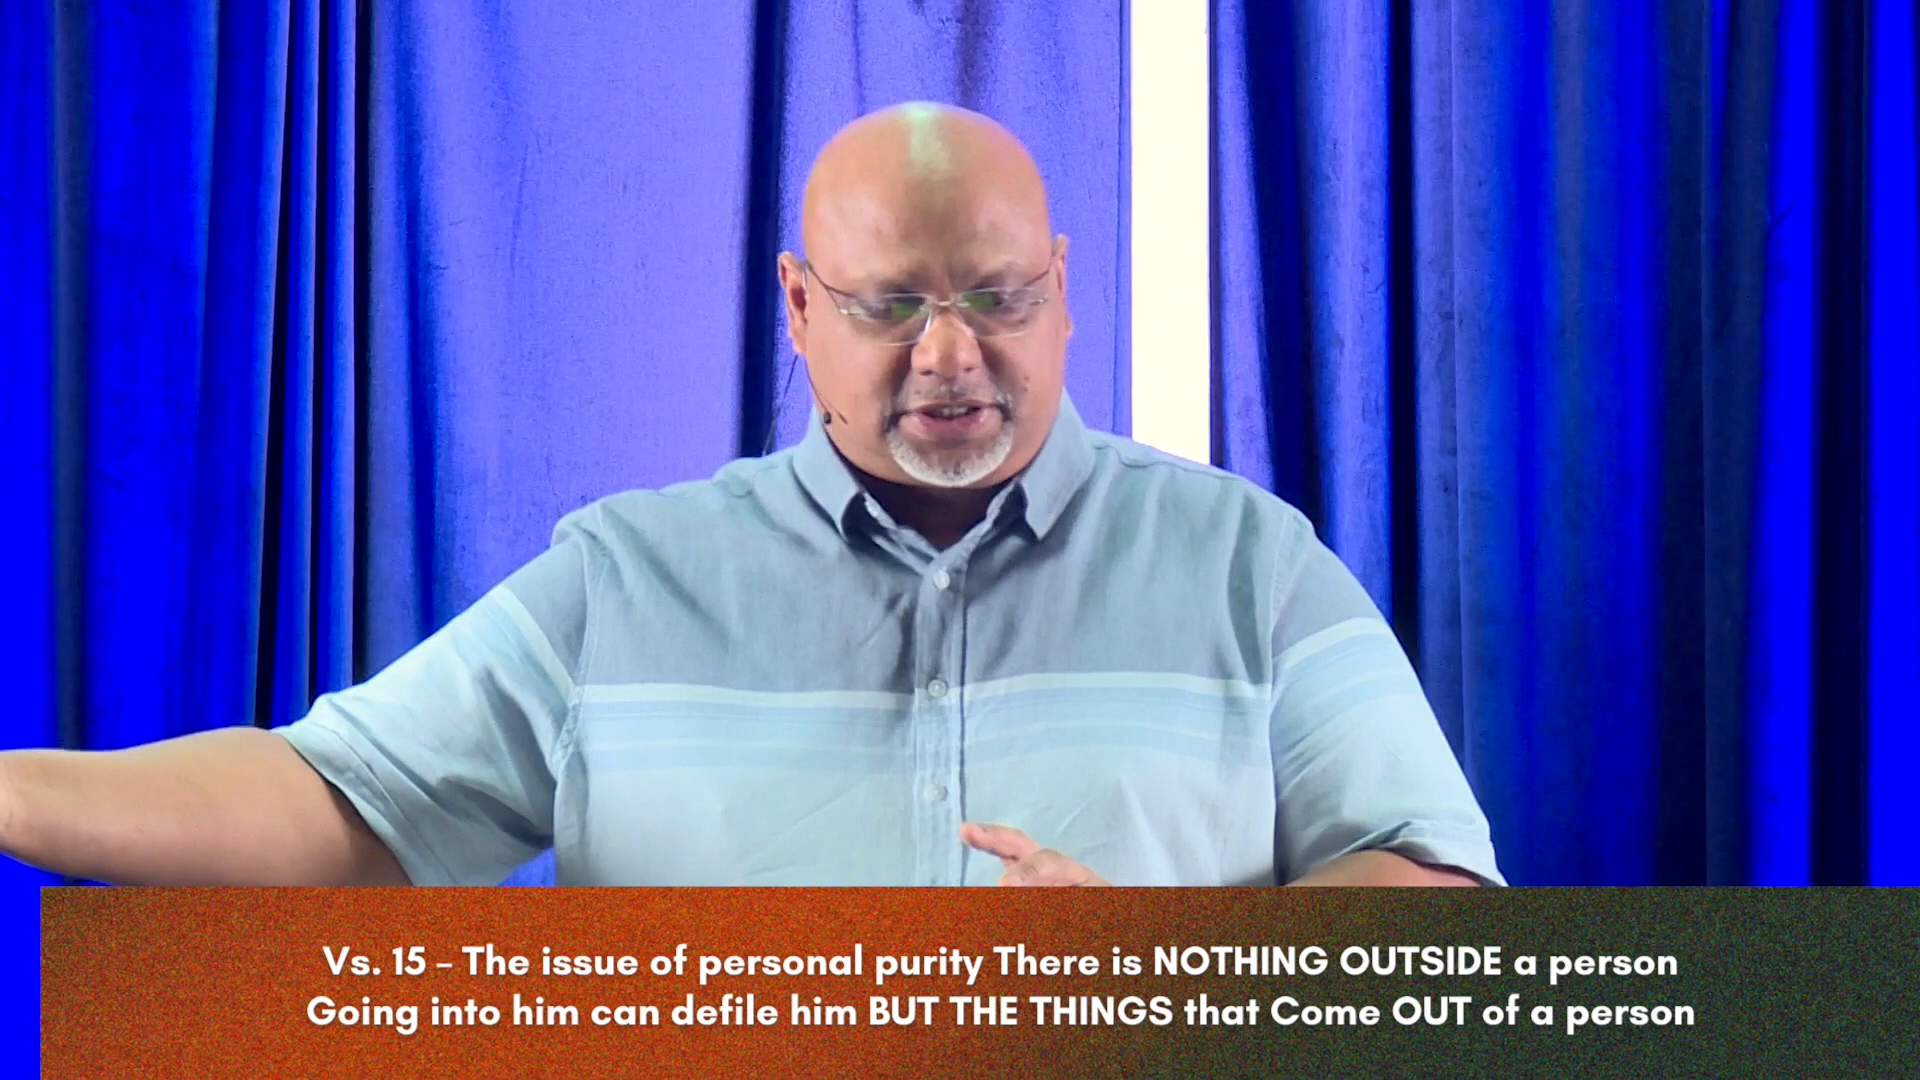 Vs. 15 – The issue of personal purity There is NOTHING OUTSIDE a person
Going into him can defile him BUT THE THINGS that Come OUT of a person